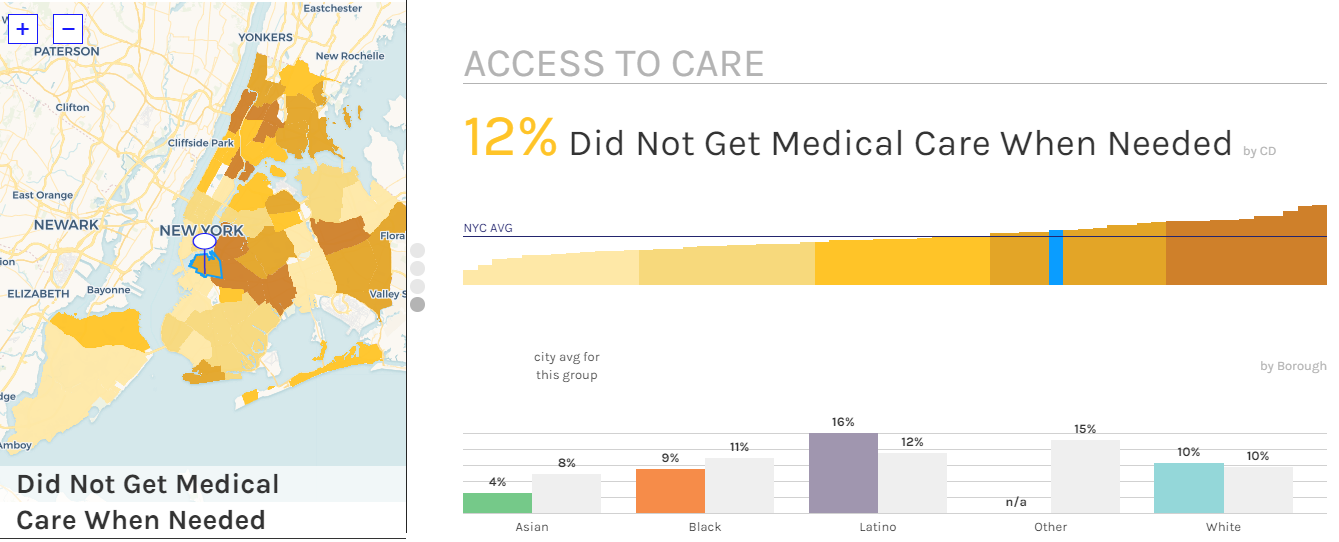 Eastchester
+
−
YONKERS
PATERSON
New Rochelle
Clifton
Cliffside Park
East Orange
NEWARK
NEW YORK
Flora
ion
ELIZABETH
Bayonne
Valley S
dge
Amboy
Did Not Get Medical
Care When Needed
ACCESS TO CARE
12% Did Not Get Medical Care When Needed by CD
NYC AVG
city avg for
this group
by Borough
4%
8%
9%
11%
16%
12%
n/a
15%
10%
10%
Asian
Black
Latino
Other
White